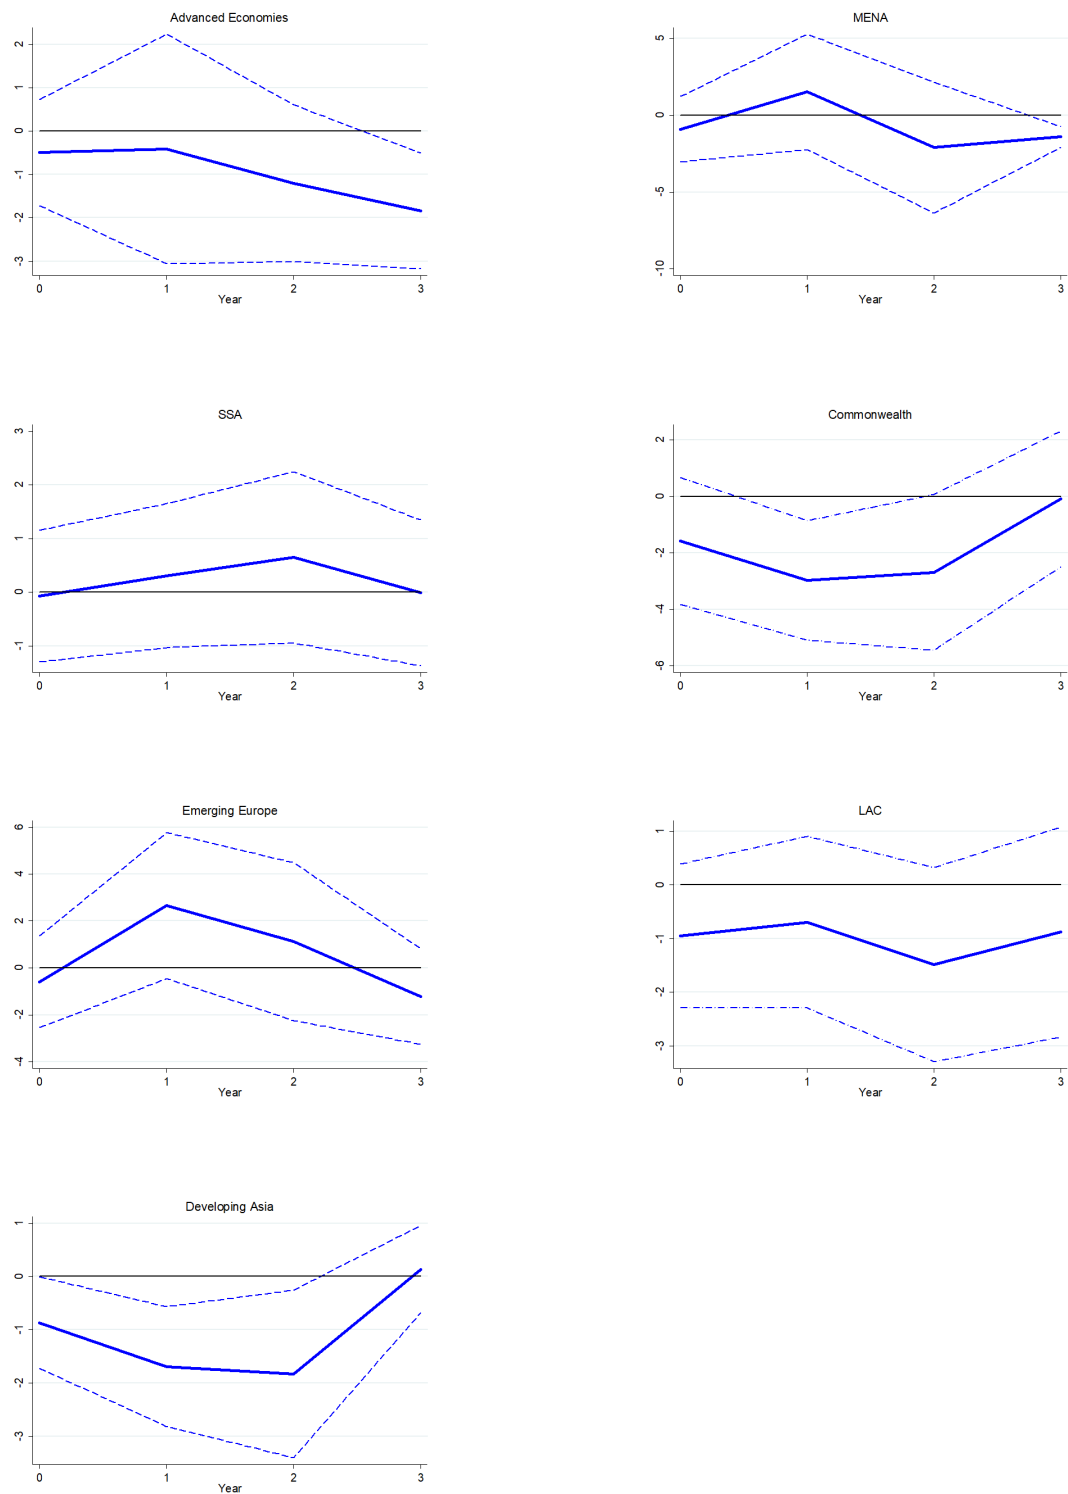 Advanced Economies
2
1
0
-1
-2
-3
0 1 2 3
Year
MENA
5
0
-5
-10
0 1 2 3
Year
SSA
3
2
1
0
-1
0 1 2 3
Year
Commonwealth
2
0
-2
-4
-6
0 1 2 3
Year
Emerging Europe
6
4
2
0
-2
-4
0 1 2 3
Year
LAC
1
0
-1
-2
-3
0 1 2 3
Year
Developing Asia
1
0
-1
-2
-3
0 1 2 3
Year